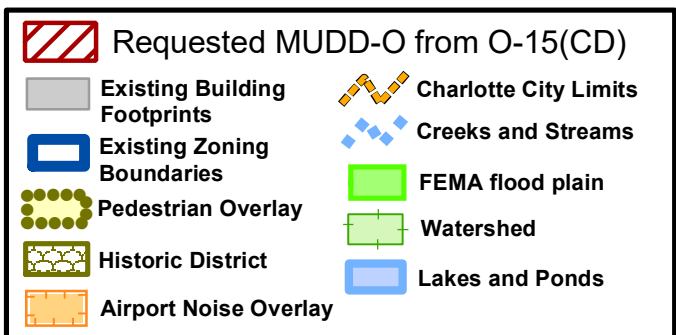 Requested MUDD-O from O-15(CD)
Existing Building
Footprints
Existing Zoning
Boundaries
Pedestrian Overlay
Historic District
Airport Noise Overlay
Charlotte City Limits
Creeks and Streams
FEMA flood plain
Watershed
Lakes and Ponds